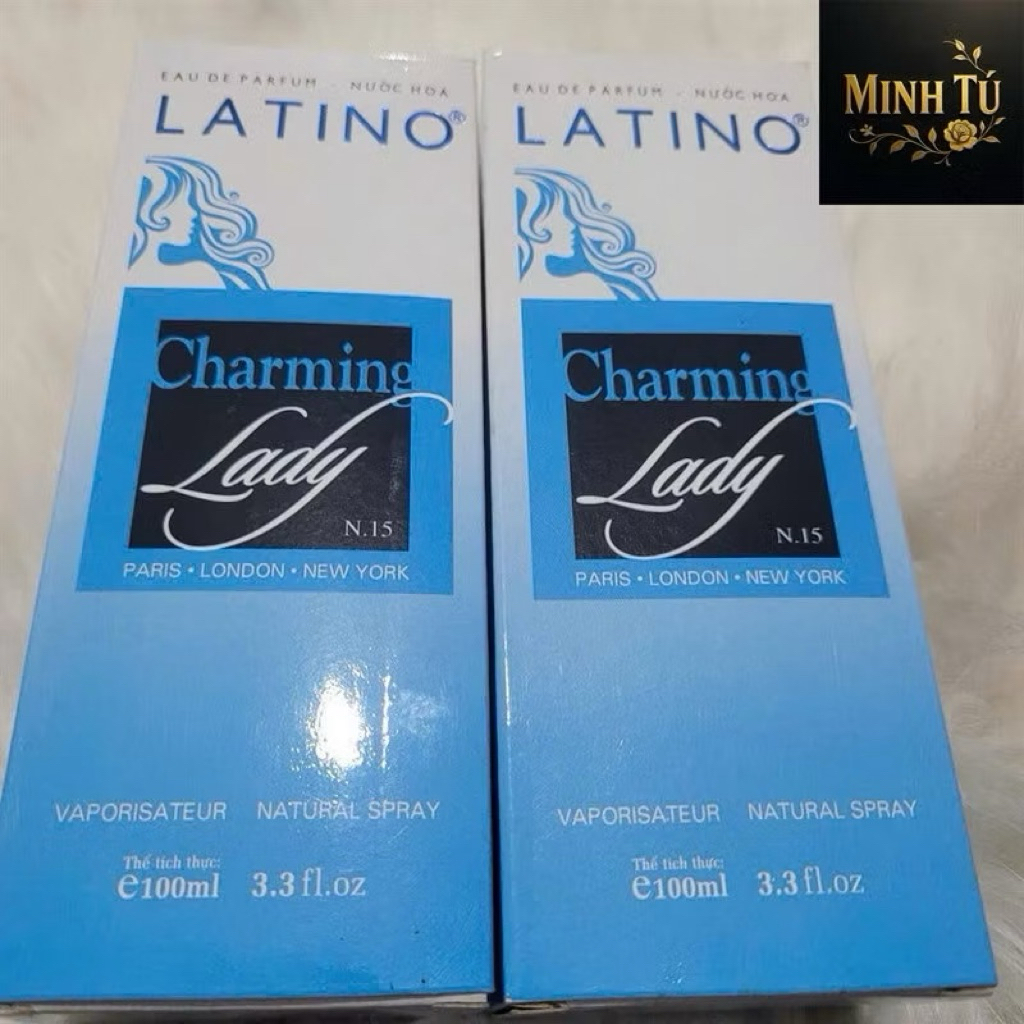 EAU DE PARFUM - NƯỚC HOA
LATINO®
Charming
Lady
N.15
PARIS • LONDON • NEW YORK
VAPORISATEUR NATURAL SPRAY
Thể tích thực:
e100ml 3.3 fl.oz
EAU DE PARFUM - NƯỚC HOA
LATINO®
Charming
Lady
N.15
PARIS • LONDON • NEW YORK
VAPORISATEUR NATURAL SPRAY
Thể tích thực:
e100ml 3.3 fl.oz
MINH TÚ